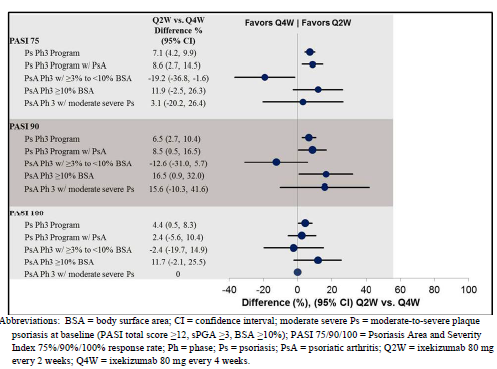 Q2W vs. Q4W Favors Q4W | Favors Q2W
Difference %
PASI 75 (95% CI)
Ps Ph3 Program 7.1 (4.2, 9.9)
Ps Ph3 Program w/ PsA 8.6 (2.7, 14.5)
PsA Ph3 w/ ≥3% to <10% BSA -19.2 (-36.8, -1.6)
PsA Ph3 ≥10% BSA 11.9 (-2.5, 26.3)
PsA Ph 3 w/ moderate severe Ps 3.1 (-20.2, 26.4)
PASI 90
Ps Ph3 Program 6.5 (2.7, 10.4)
Ps Ph3 Program w/ PsA 8.5 (0.5, 16.5)
PsA Ph3 w/ ≥3% to <10% BSA -12.6 (-31.0, 5.7)
PsA Ph3 ≥10% BSA 16.5 (0.9, 32.0)
PsA Ph 3 w/ moderate severe Ps 15.6 (-10.3, 41.6)
PASI 100
Ps Ph3 Program 4.4 (0.5, 8.3)
Ps Ph3 Program w/ PsA 2.4 (-5.6, 10.4)
PsA Ph3 w/ ≥3% to <10% BSA -2.4 (-19.7, 14.9)
PsA Ph3 ≥10% BSA 11.7 (-2.1, 25.5)
PsA Ph3 w/ moderate severe Ps 0
-40 -20 0 20 40 60
Difference (%), (95% CI) Q2W vs. Q4W
Abbreviations: BSA = body surface area; CI = confidence interval; moderate severe Ps = moderate-to-severe plaque
psoriasis at baseline (PASI total score ≥12, sPGA ≥3, BSA ≥10%); PASI 75/90/100 = Psoriasis Area and Severity
Index 75%/90%/100% response rate; Ph = phase; Ps = psoriasis; PsA = psoriatic arthritis; Q2W = ixekizumab 80 mg
every 2 weeks; Q4W = ixekizumab 80 mg every 4 weeks.